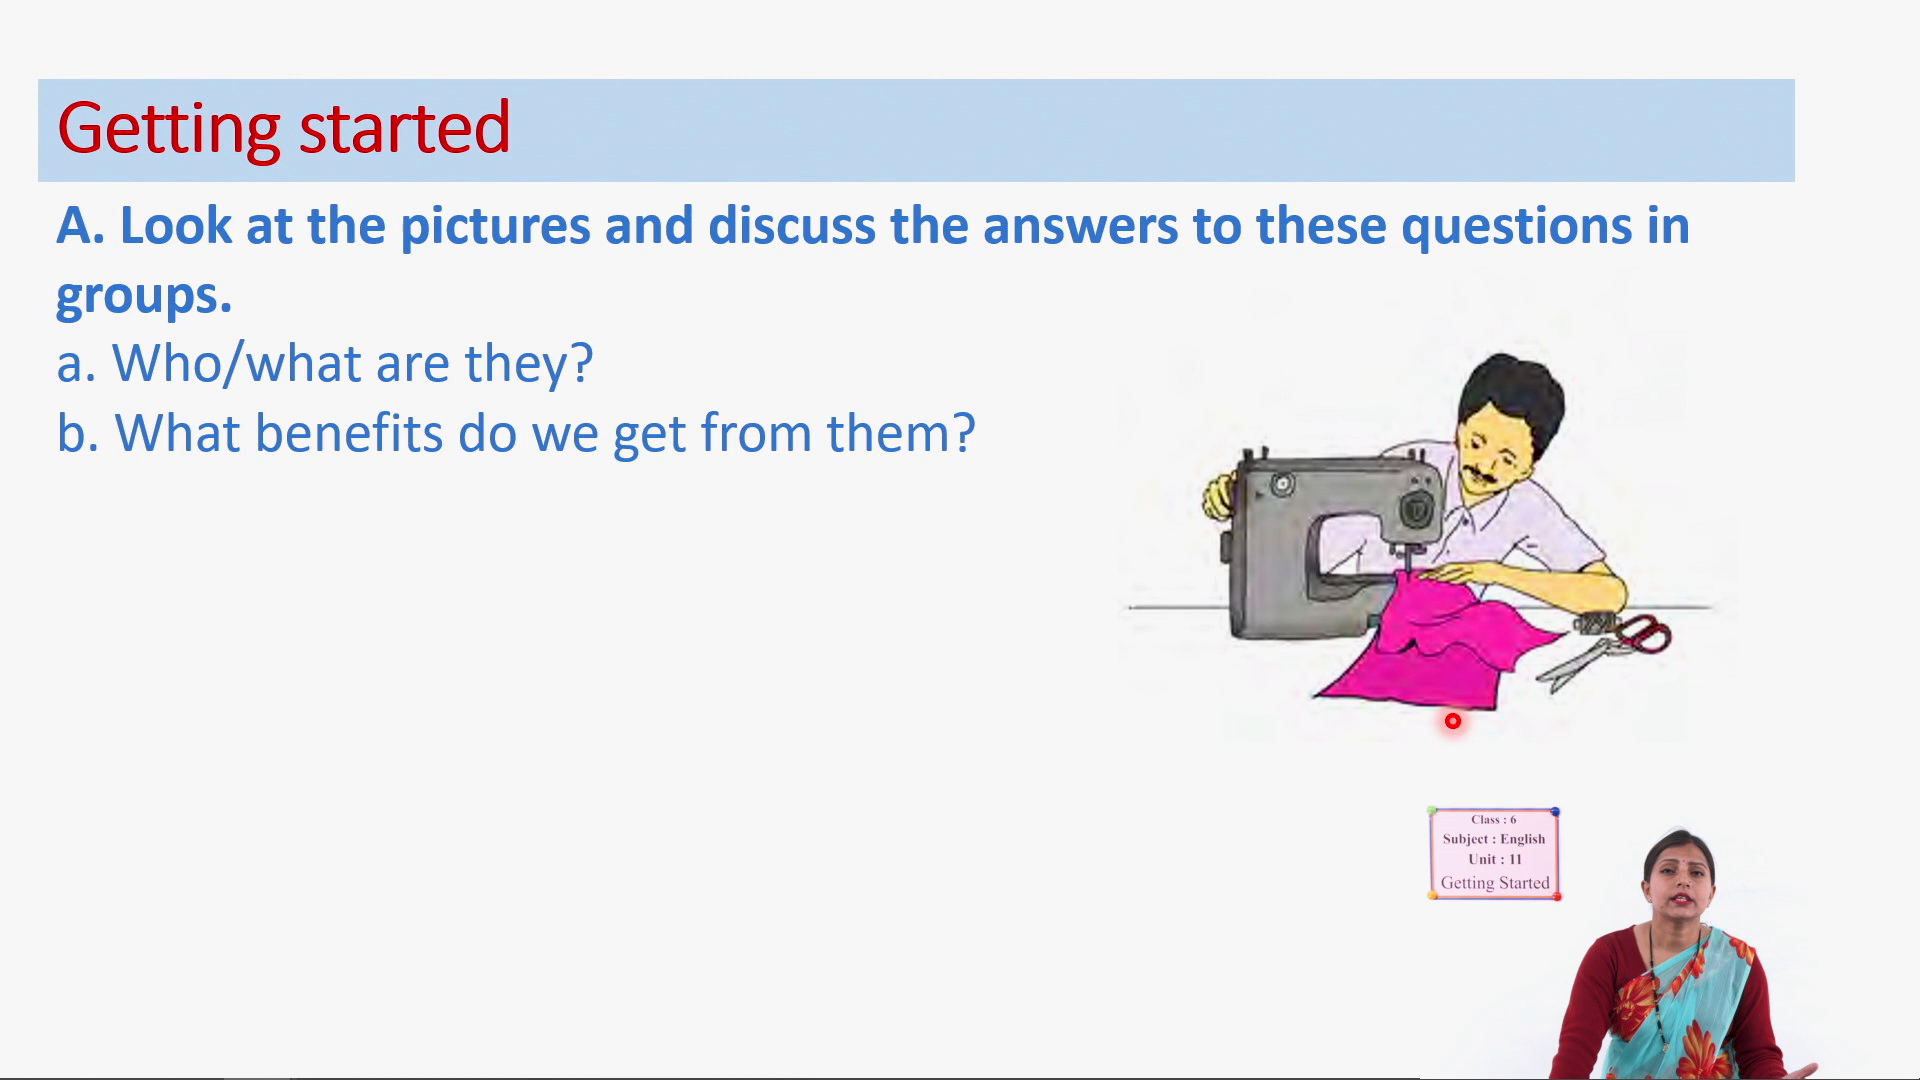 Getting started
A. Look at the pictures and discuss the answers to these questions in
groups.
a. Who/what are they?
b. What benefits do we get from them?
Class : 6
Subject : English
Unit : 11
Getting Started